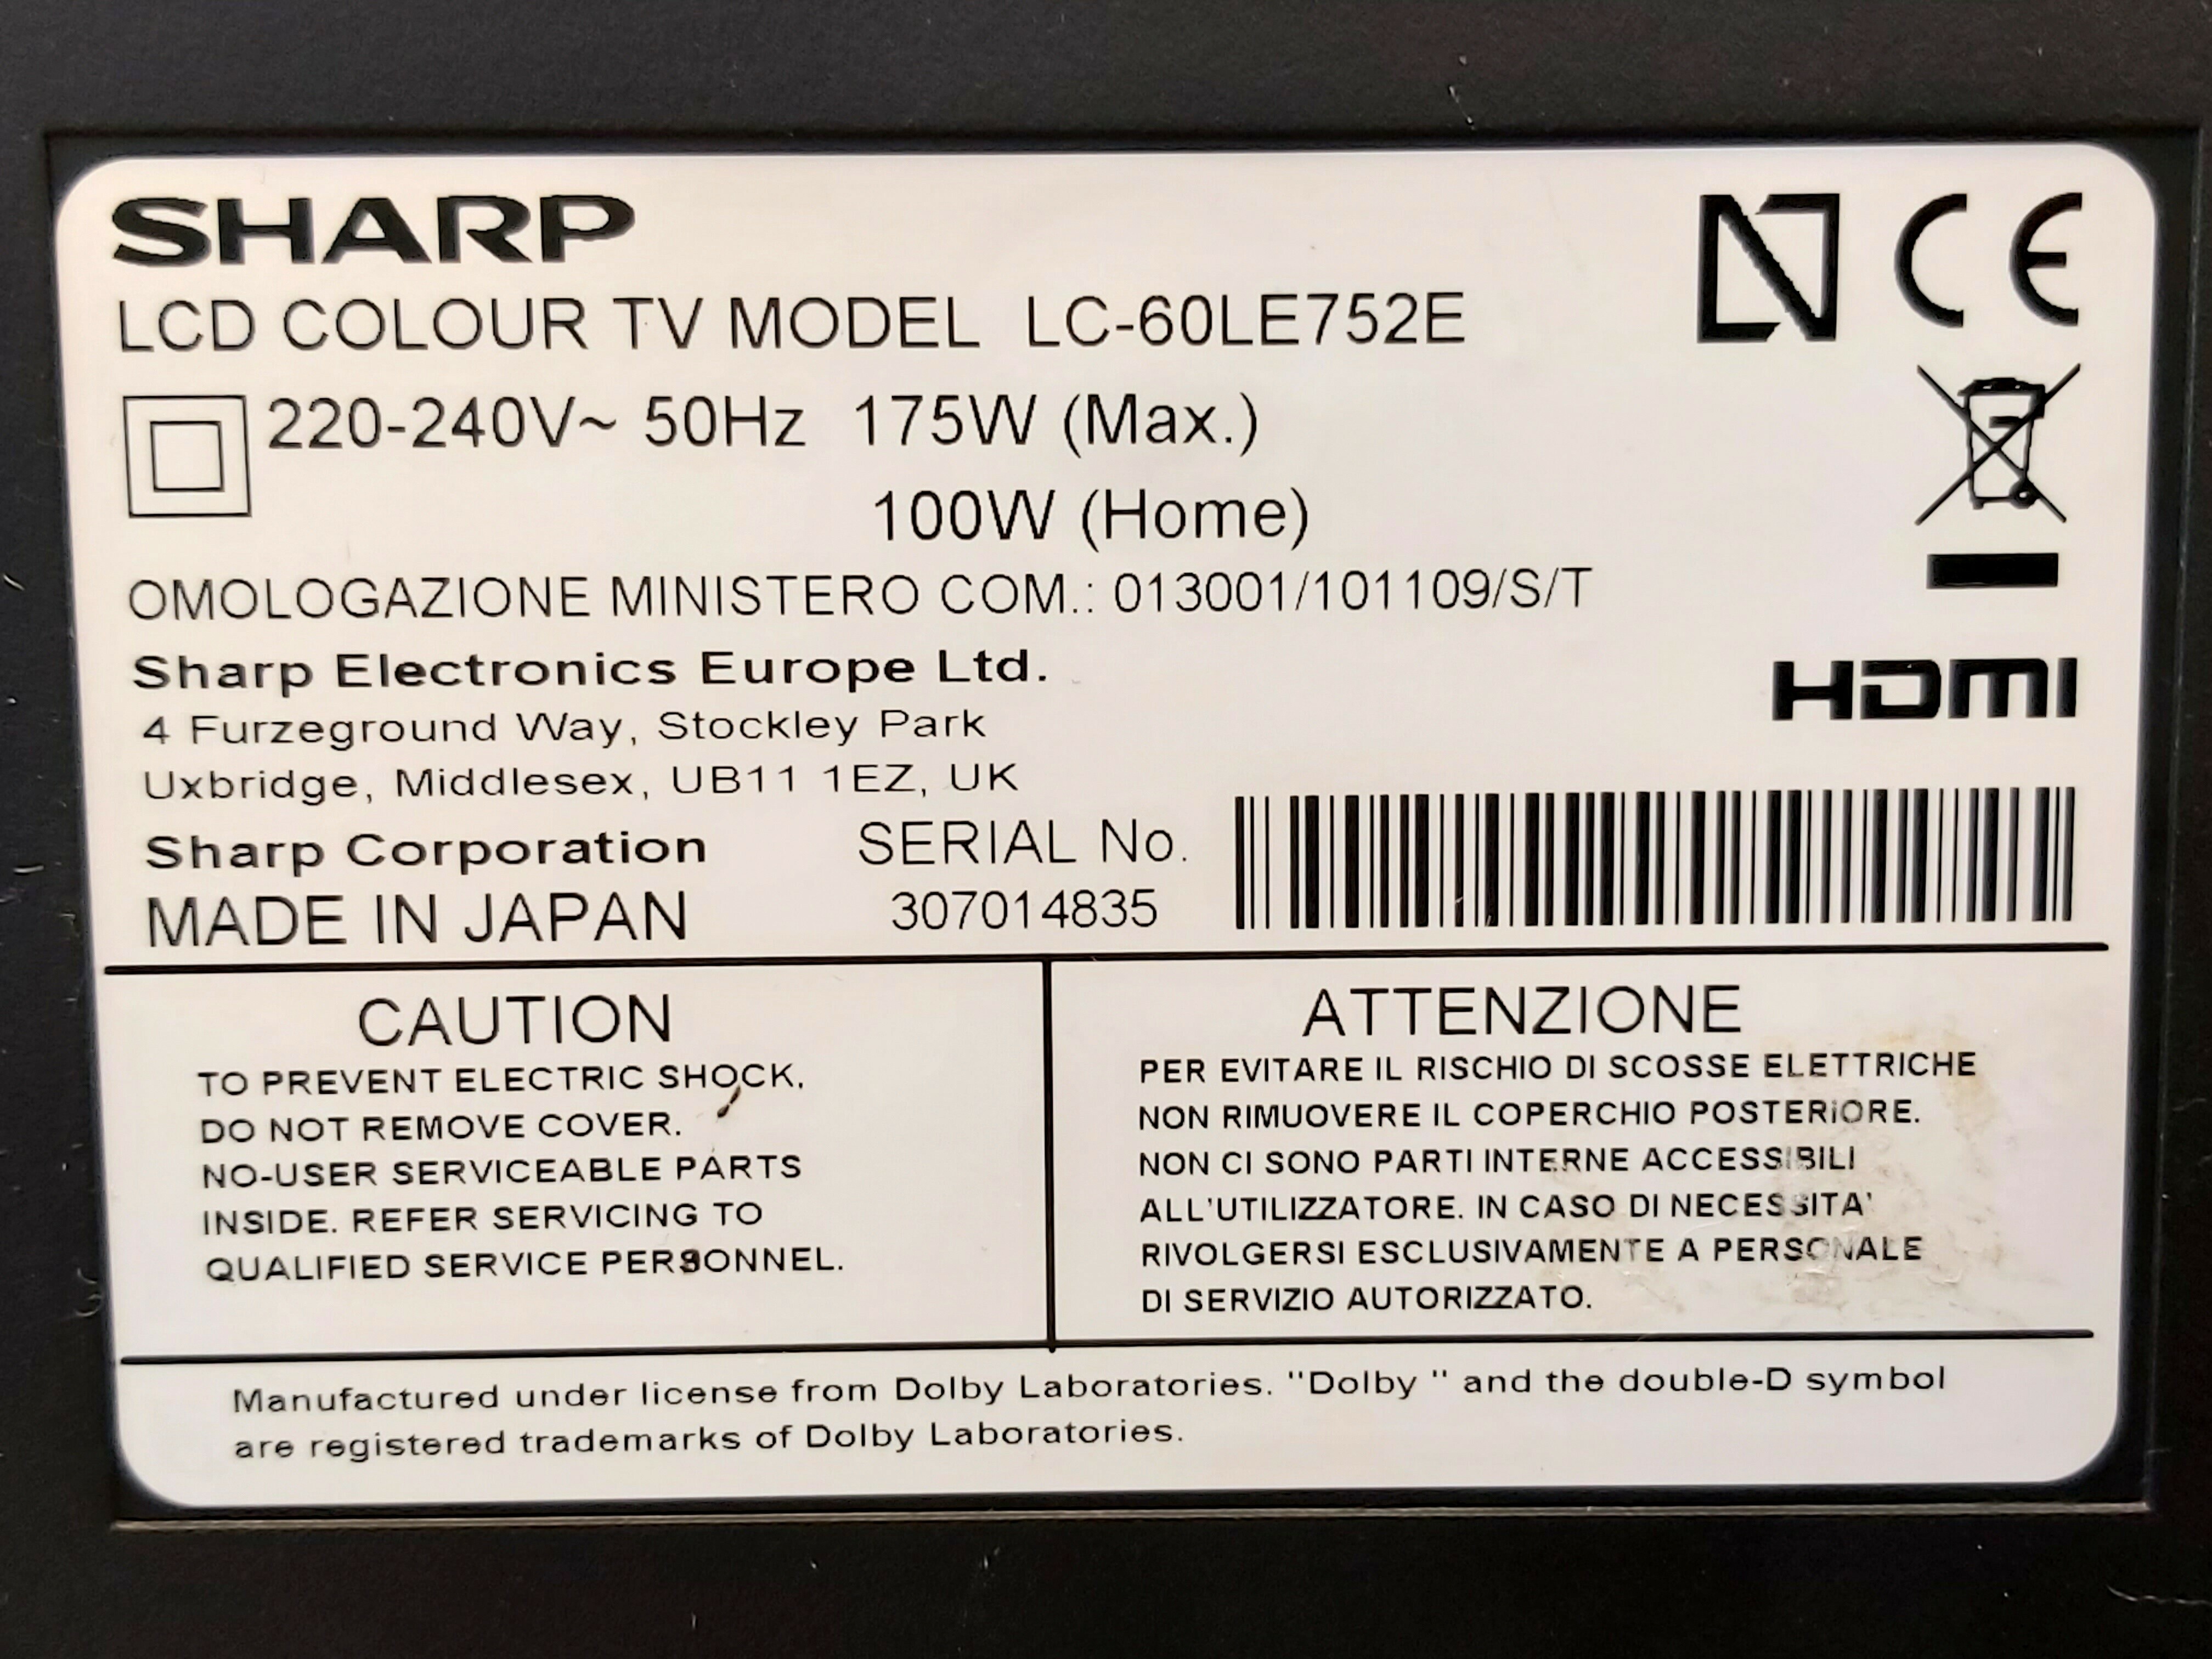 SHARP
LCD COLOUR TV MODEL LC-60LE752E
220-240V~ 50Hz 175W (Max.)
100W (Home)
OMOLOGAZIONE MINISTERO COM.: 013001/101109/S/T
Sharp Electronics Europe Ltd.
4 Furzeground Way, Stockley Park
Uxbridge, Middlesex, UB11 1EZ, UK
HDMI
Sharp Corporation
MADE IN JAPAN
SERIAL No.
307014835
CE
CAUTION
TO PREVENT ELECTRIC SHOCK,
DO NOT REMOVE COVER.
NO-USER SERVICEABLE PARTS
INSIDE. REFER SERVICING TO
QUALIFIED SERVICE PERSONNEL.
ATTENZIONE
PER EVITARE IL RISCHIO DI SCOSSE ELETTRICHE
NON RIMUOVERE IL COPERCHIO POSTERIORE.
NON CI SONO PARTI INTERNE ACCESSIBILI
ALL'UTILIZZATORE. IN CASO DI NECESSITA'
RIVOLGERSI ESCLUSIVAMENTE A PERSONALE
DI SERVIZIO AUTORIZZATO.
Manufactured under license from Dolby Laboratories. "Dolby " and the double-D symbol
are registered trademarks of Dolby Laboratories.